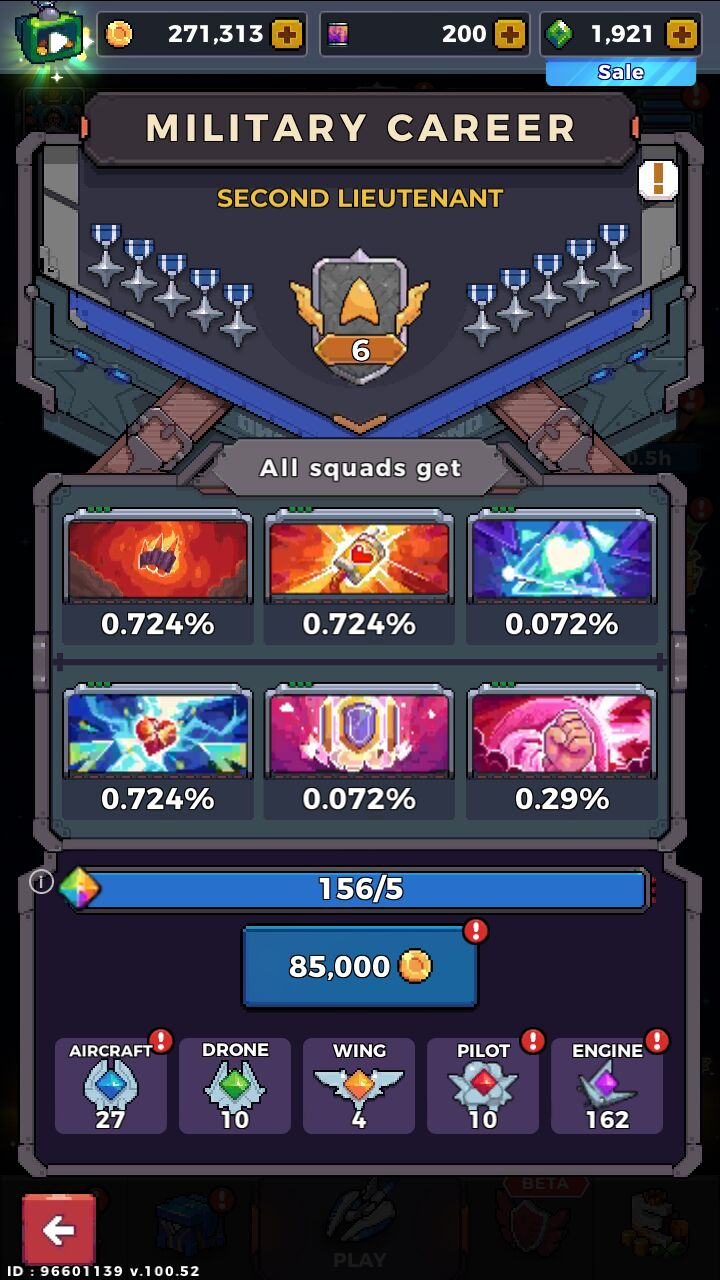 271,313
200
1,921
Sale
MILITARY CAREER
SECOND LIEUTENANT
6
All squads get
0.724%
0.724%
0.072%
0.724%
0.072%
0.29%
156/5
85,000
AIRCRAFT
DRONE
WING
PILOT
ENGINE
27
10
4
10
162
BETA
PLAY
ID : 96601139 v.100.52